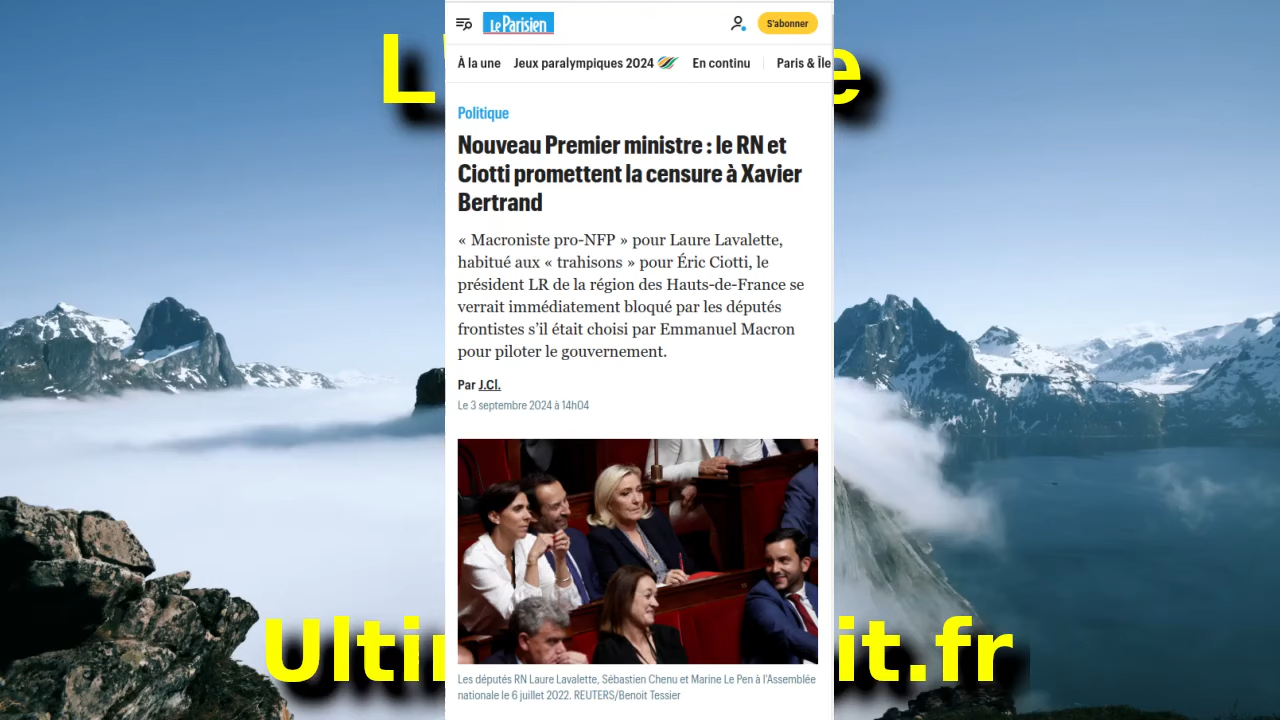 Le Parisien
S'abonner
À la une Jeux paralympiques 2024 En continu Paris & Île
Politique
Nouveau Premier ministre : le RN et
Ciotti promettent la censure à Xavier
Bertrand
« Macroniste pro-NFP » pour Laure Lavalette,
habitué aux « trahisons » pour Éric Ciotti, le
président LR de la région des Hauts-de-France se
verrait immédiatement bloqué par les députés
frontistes s'il était choisi par Emmanuel Macron
pour piloter le gouvernement.
Par J.Cl.
Le 3 septembre 2024 à 14h04
Les députés RN Laure Lavalette, Sébastien Chenu et Marine Le Pen à l'Assemblée
nationale le 6 juillet 2022. REUTERS/Benoit Tessier
it.fr